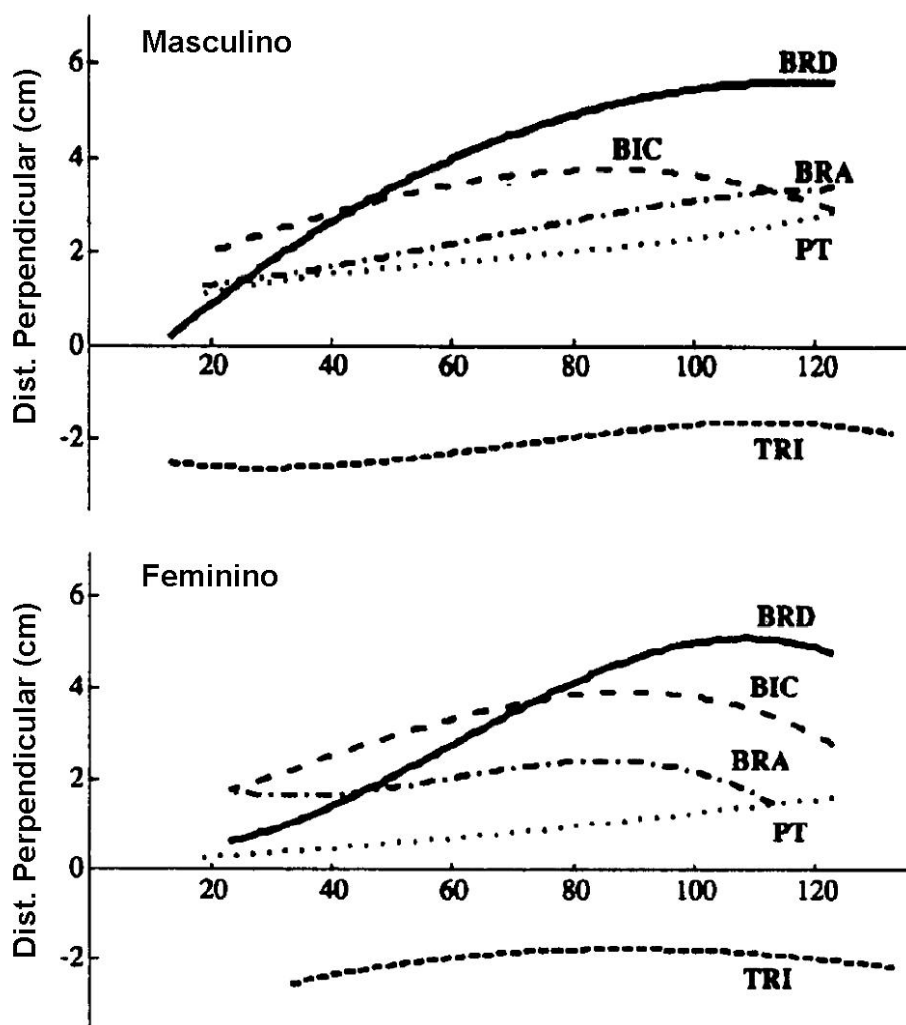 Masculino
Dist. Perpendicular (cm)
6
4
2
0
-2
20 40 60 80 100 120
BRD
BIC
BRA
PT
TRI
Feminino
Dist. Perpendicular (cm)
6
4
2
0
-2
20 40 60 80 100 120
BRD
BIC
BRA
PT
TRI